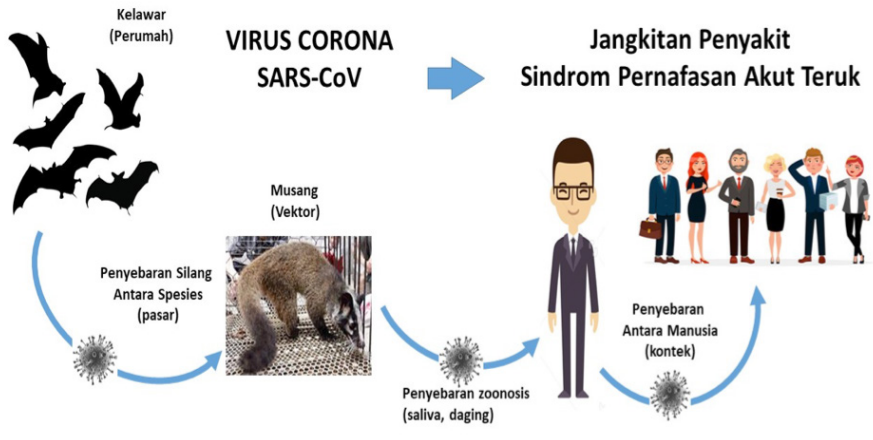 Kelawar
(Perumah)
VIRUS CORONA
SARS-CoV
Jangkitan Penyakit
Sindrom Pernafasan Akut Teruk
Musang
(Vektor)
Penyebaran Silang
Antara Spesies
(pasar)
Penyebaran zoonosis
(saliva, daging)
Penyebaran
Antara Manusia
(kontek)